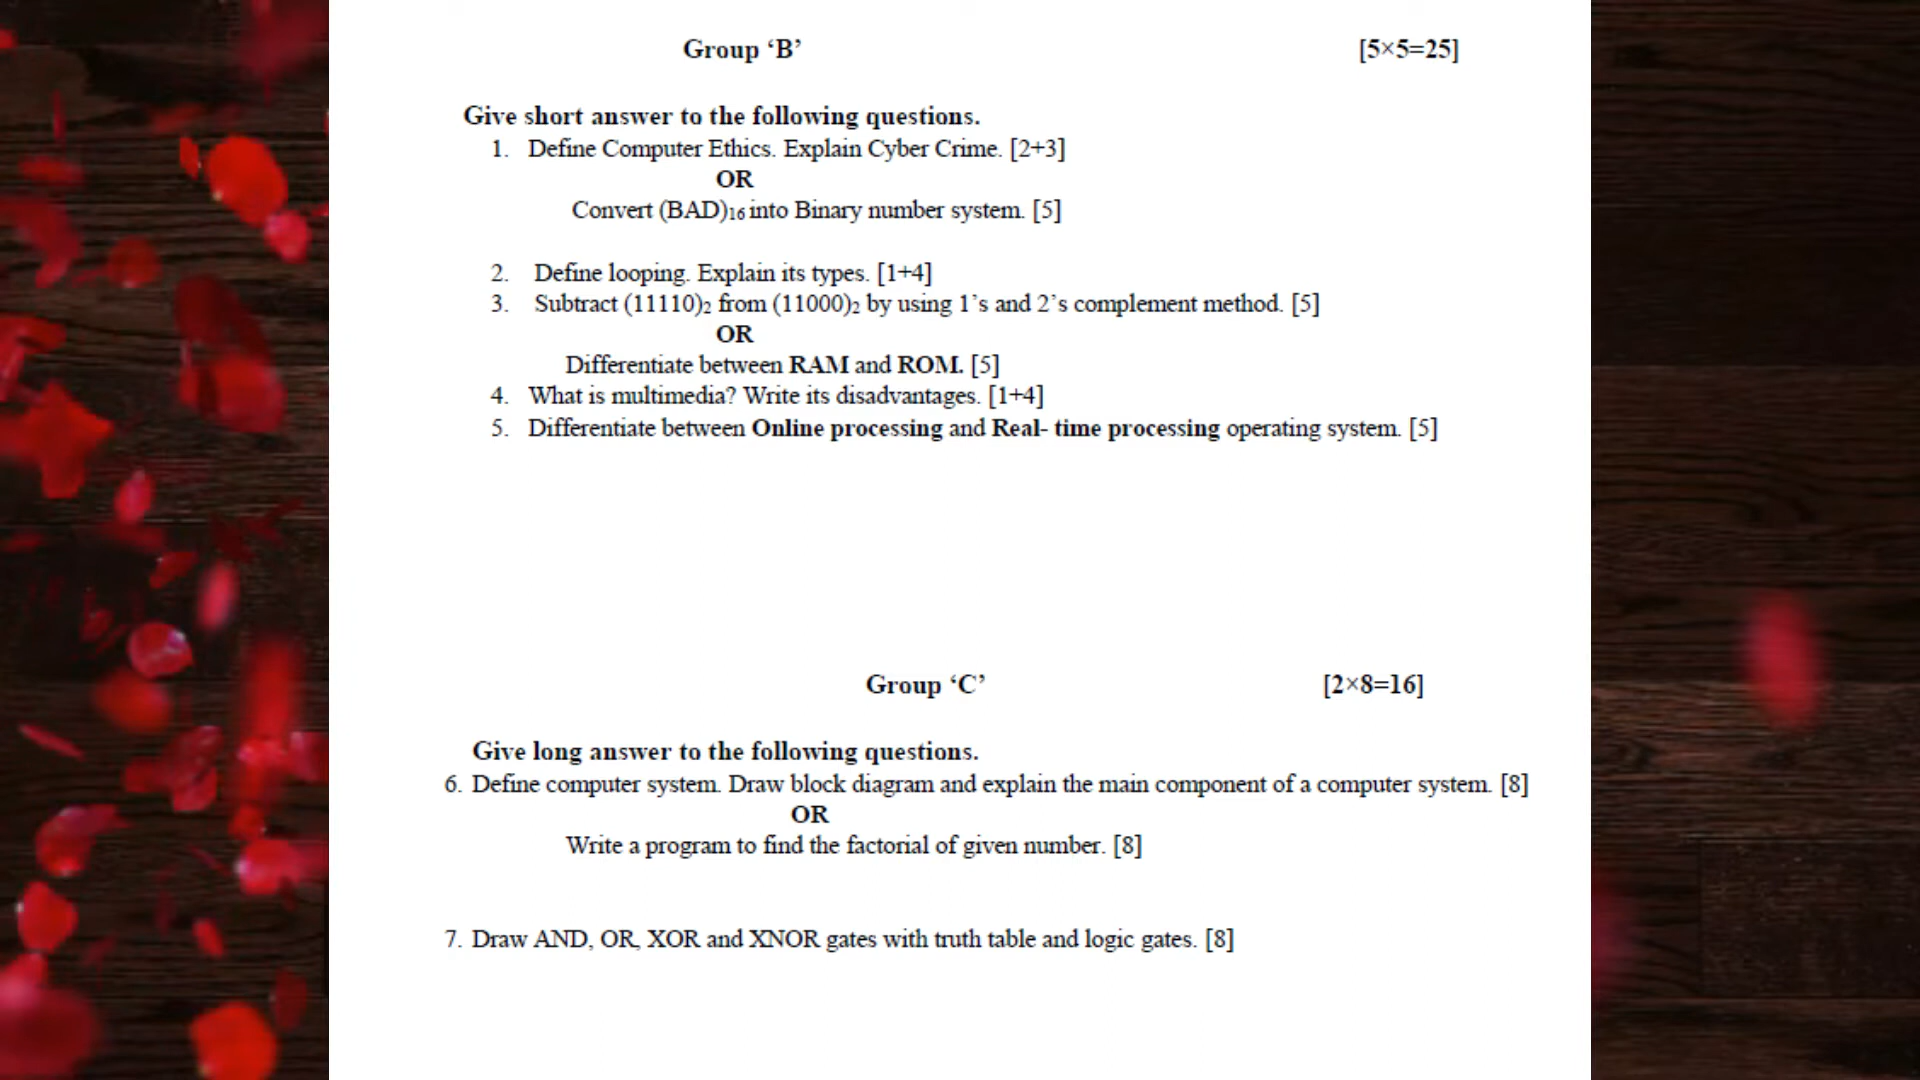 Group ‘B’ [5×5=25]
Give short answer to the following questions.
1. Define Computer Ethics. Explain Cyber Crime. [2+3]
OR
Convert (BAD)16 into Binary number system. [5]
2. Define looping. Explain its types. [1+4]
3. Subtract (11110)2 from (11000)2 by using 1’s and 2’s complement method. [5]
OR
Differentiate between RAM and ROM. [5]
4. What is multimedia? Write its disadvantages. [1+4]
5. Differentiate between Online processing and Real- time processing operating system. [5]
Group ‘C’ [2×8=16]
Give long answer to the following questions.
6. Define computer system. Draw block diagram and explain the main component of a computer system. [8]
OR
Write a program to find the factorial of given number. [8]
7. Draw AND, OR, XOR and XNOR gates with truth table and logic gates. [8]